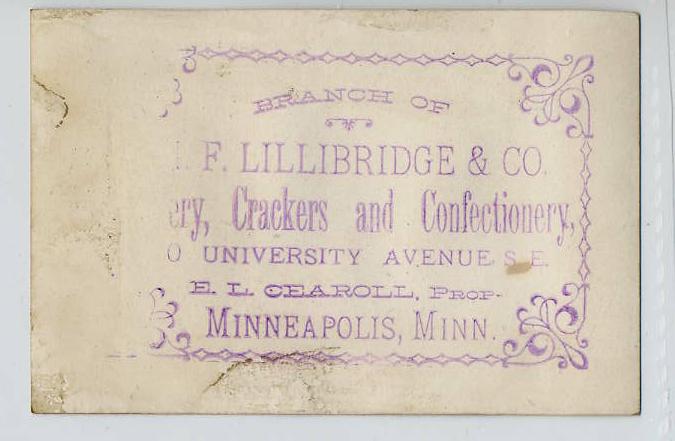 BRANCH OF
. F. LILLIBRIDGE & CO.
ery, Crackers and Confectionery,
0 UNIVERSITY AVENUE S. E.
E. L. CEAROLL, PROP.
MINNEAPOLIS, MINN.